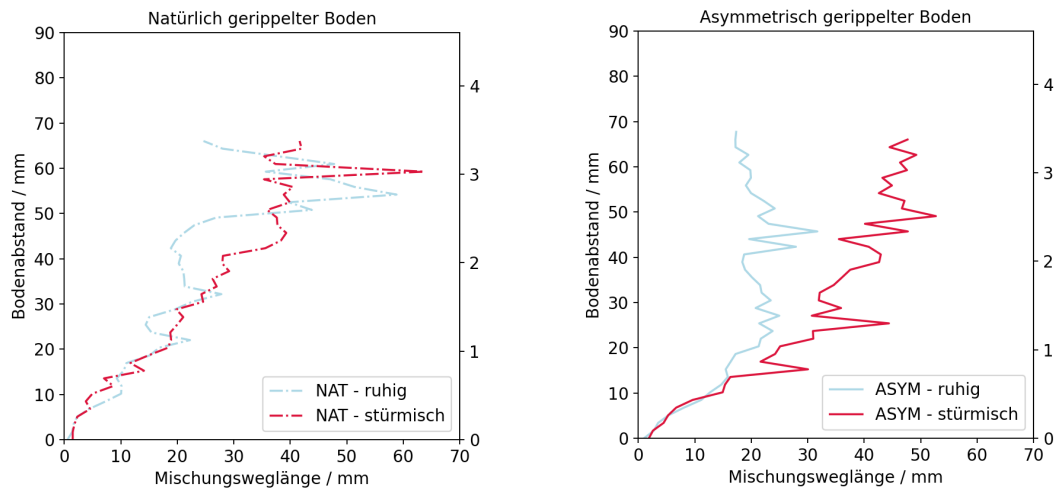 Natürlich gerippelter Boden
90
80
70
60
50
40
30
20
10
0
Bodenabstand / mm
4
3
2
1
0
NAT - ruhig
NAT - stürmisch
0 10 20 30 40 50 60 70
Mischungsweglänge / mm
Asymmetrisch gerippelter Boden
90
80
70
60
50
40
30
20
10
0
Bodenabstand / mm
4
3
2
1
0
ASYM - ruhig
ASYM - stürmisch
0 10 20 30 40 50 60 70
Mischungsweglänge / mm